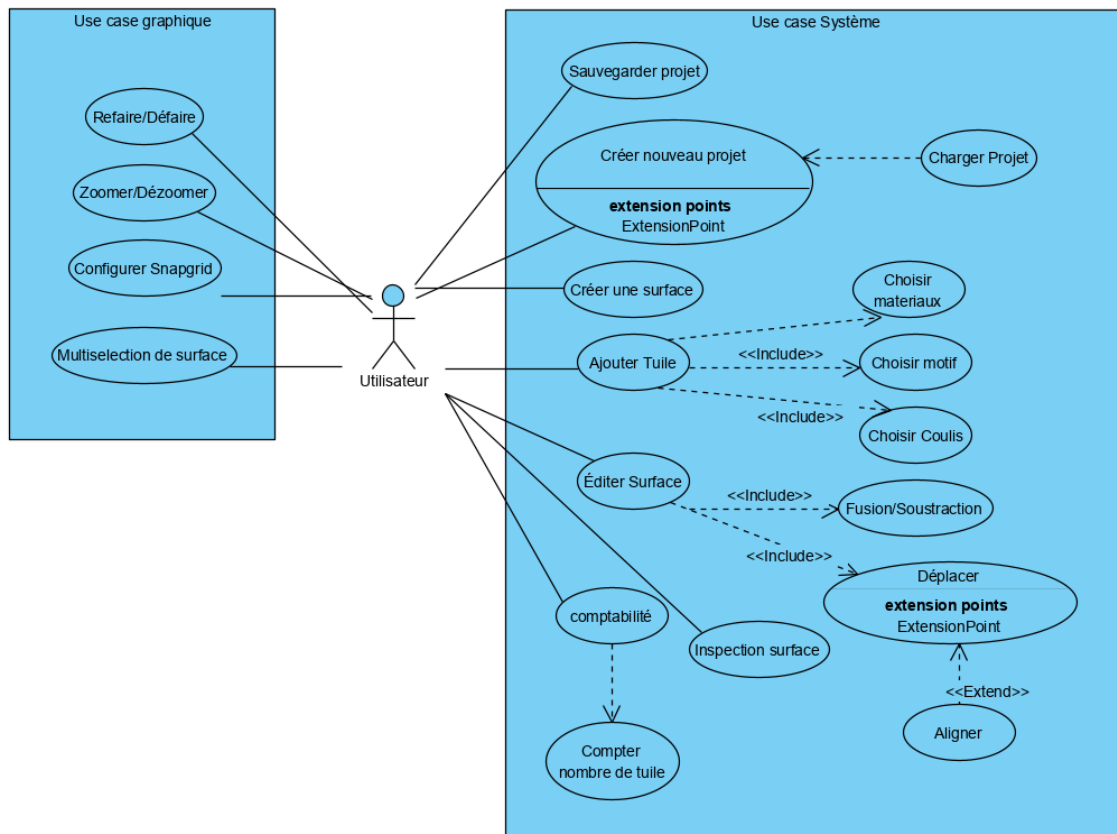 Use case graphique
Refaire/Défaire
Zoomer/Dézoomer
Configurer Snapgrid
Multiselection de surface
Utilisateur
Use case Système
Sauvegarder projet
Créer nouveau projet
extension points
ExtensionPoint
Charger Projet
Créer une surface
Choisir
materiaux
Ajouter Tuile
<<Include>>
Choisir motif
<<Include>>
Choisir Coulis
Éditer Surface
<<Include>>
Fusion/Soustraction
<<Include>>
Déplacer
extension points
ExtensionPoint
comptabilité
Inspection surface
<<Extend>>
Aligner
Compter
nombre de tuile